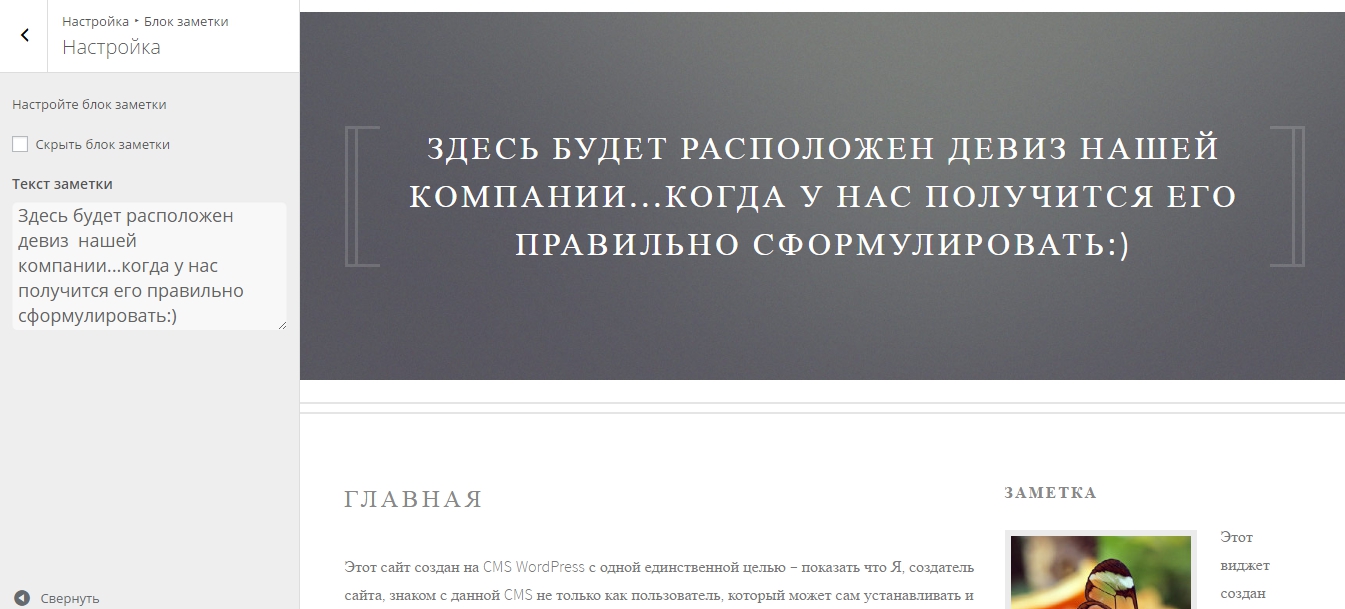 Настройка ‣ Блок заметки
Настройка
Настройте блок заметки
Скрыть блок заметки
Текст заметки
Здесь будет расположен
девиз  нашей
компании...когда у нас
получится его правильно
сформулировать:)
Свернуть
ЗДЕСЬ БУДЕТ РАСПОЛОЖЕН ДЕВИЗ НАШЕЙ
КОМПАНИИ...КОГДА У НАС ПОЛУЧИТСЯ ЕГО
ПРАВИЛЬНО СФОРМУЛИРОВАТЬ:)
ГЛАВНАЯ
Этот сайт создан на CMS WordPress с одной единственной целью – показать что Я, создатель
сайта, знаком с данной CMS не только как пользователь, который может сам устанавливать и
ЗАМЕТКА
Этот
виджет
создан